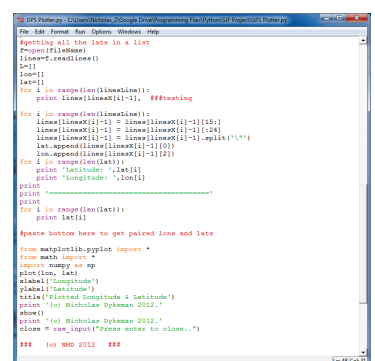 GPS Plotter.py - C:\Users\Nicholas_2\Google Drive\Programming Files\Python\SIF Project\GPS Plotter.py
File Edit Format Run Options Windows Help
#getting all the lats in a list
f=open(fileName)
lines=f.readlines()
L=[]
lon=[]
lat=[]
for i in range(len(linesLine)):
    print lines[linesX[i]-1], ###testing
for i in range(len(linesLine)):
    lines[linesX[i]-1] = lines[linesX[i]-1][15:]
    lines[linesX[i]-1] = lines[linesX[i]-1][:24]
    lines[linesX[i]-1] = lines[linesX[i]-1].split('\"')
    lat.append(lines[linesX[i]-1][0])
    lon.append(lines[linesX[i]-1][2])
for i in range(len(lat)):
    print 'Latitude: ',lat[i]
    print 'Longitude: ',lon[i]
print
print '======================================'
print
for i in range(len(lat)):
    print lat[i]
#paste bottom here to get paired lons and lats
from matplotlib.pyplot import *
from math import *
import numpy as np
plot(lon, lat)
xlabel('Longitude')
ylabel('Latitude')
title('Plotted Longitude & Latitude')
print '(c) Nicholas Dykeman 2012.'
show()
print '(c) Nicholas Dykeman 2012.'
close = raw_input("Press enter to close..")
### (c) NMD 2012 ###